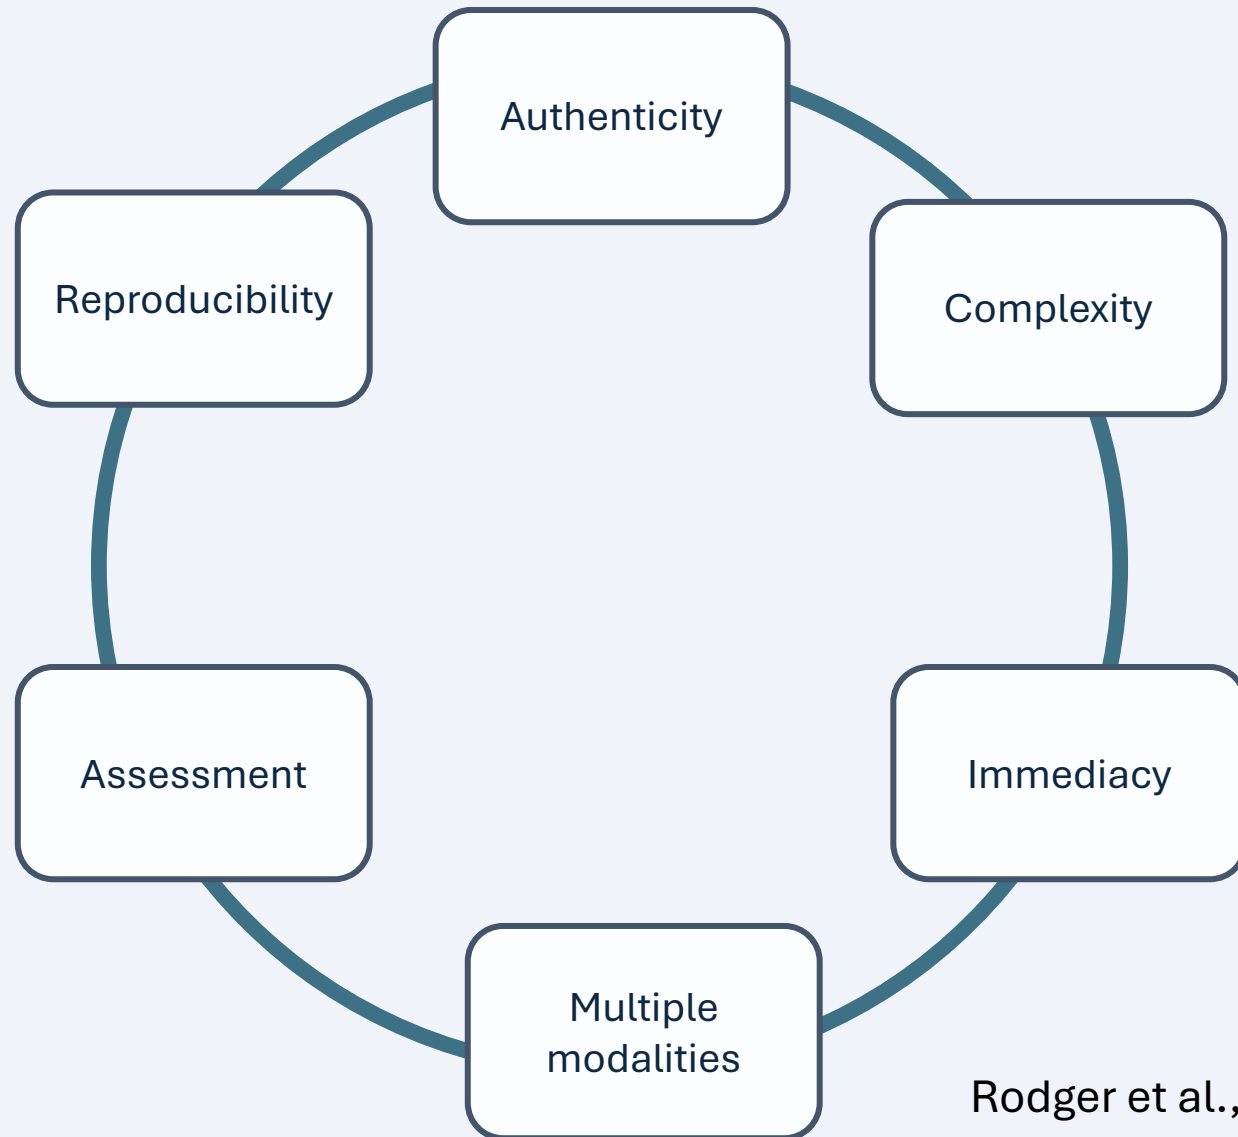 Authenticity
Reproducibility
Complexity
Assessment
Immediacy
Multiple
modalities
Rodger et al.,